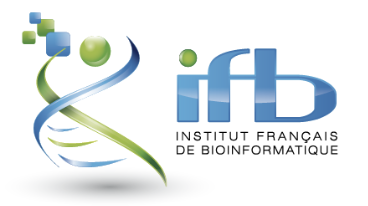 ifb
INSTITUT FRANÇAIS
DE BIOINFORMATIQUE